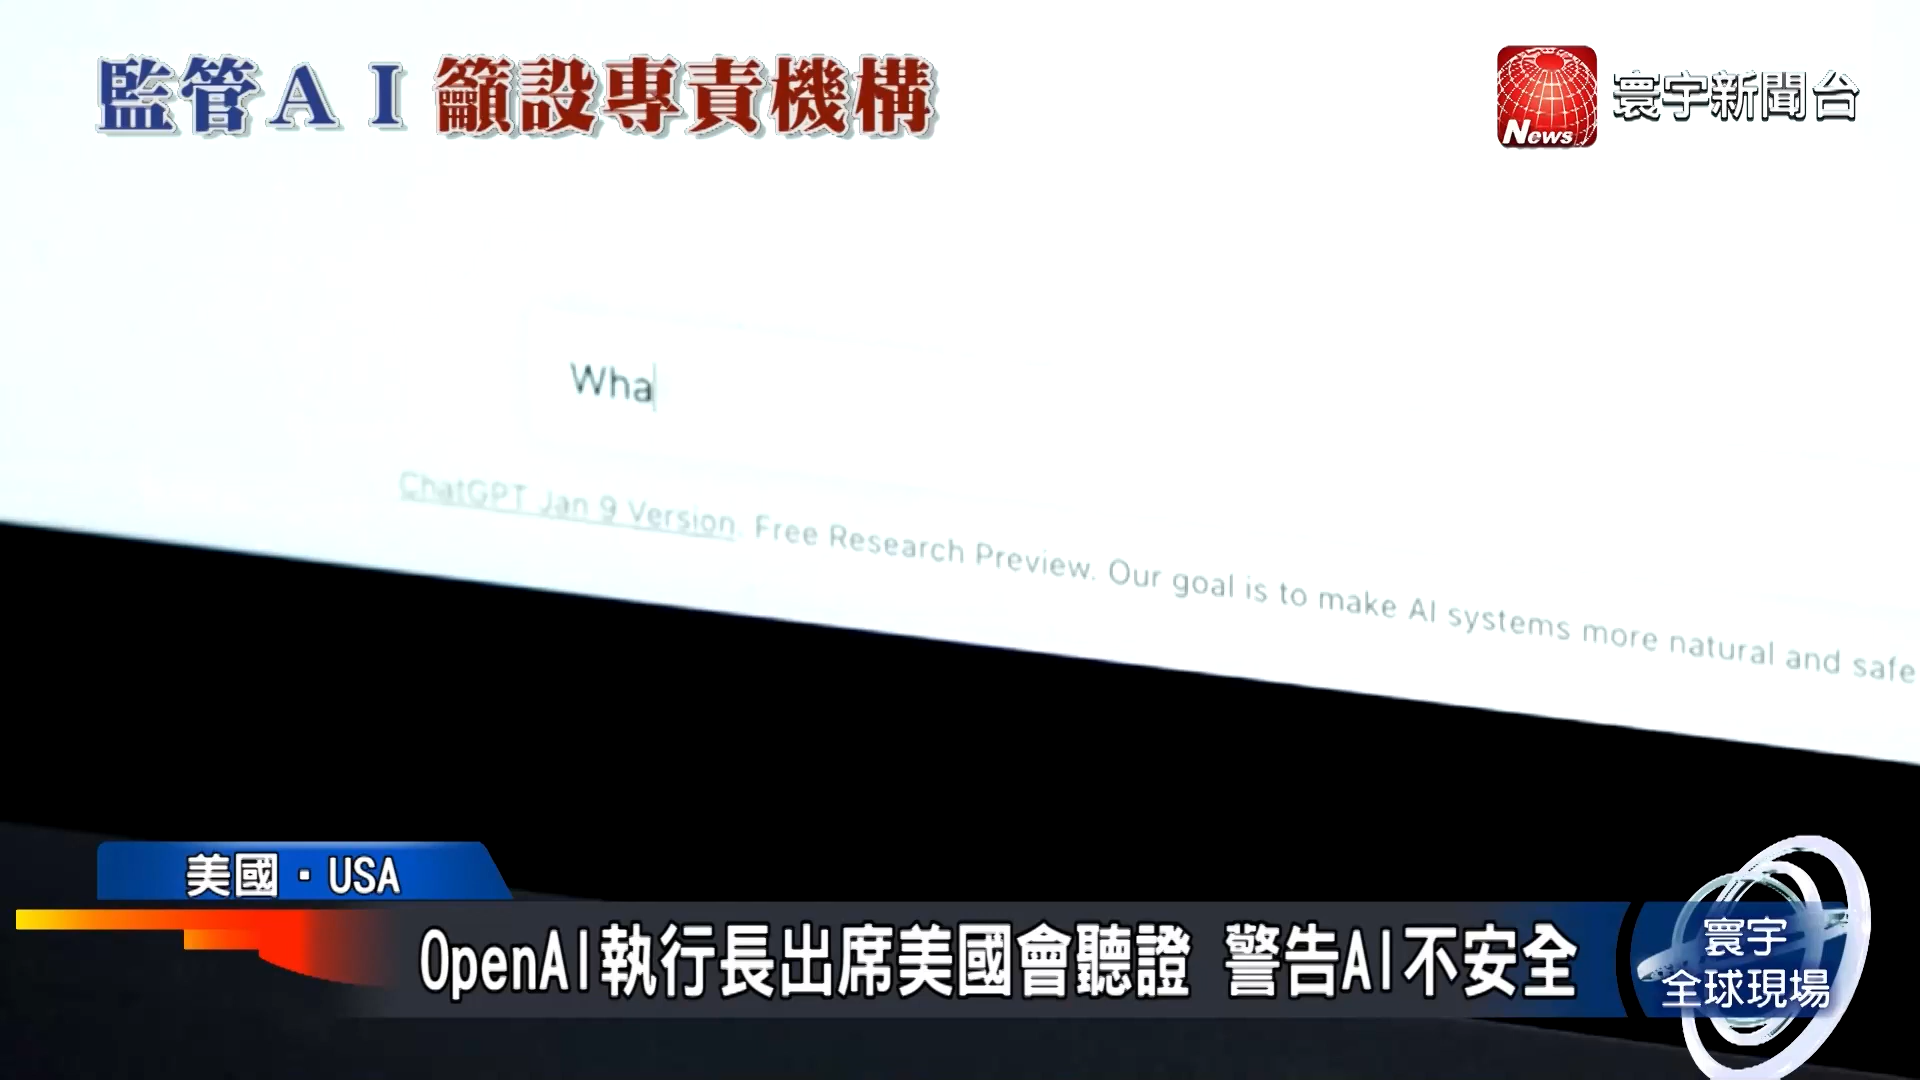 監管AI籲設專責機構
News
寰宇新聞台
Wha
ChatGPT Jan 9 Version. Free Research Preview. Our goal is to make AI systems more natural and safe
美國·USA
OpenAI執行長出席美國會聽證 警告AI不安全
寰宇
全球現場